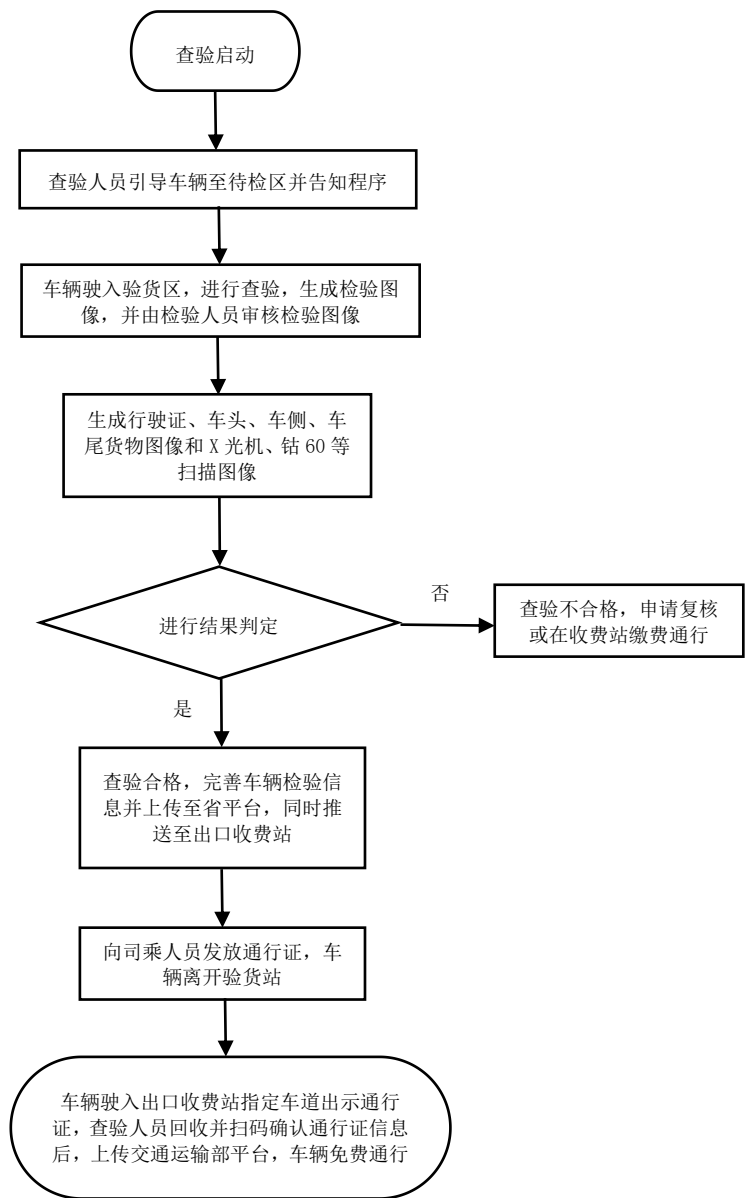 查验启动
查验人员引导车辆至待检区并告知程序
车辆驶入验货区，进行查验，生成检验图
像，并由检验人员审核检验图像
生成行驶证、车头、车侧、车
尾货物图像和 X 光机、钴 60 等
扫描图像
进行结果判定
否
查验不合格，申请复核
或在收费站缴费通行
是
查验合格，完善车辆检验信
息并上传至省平台，同时推
送至出口收费站
向司乘人员发放通行证，车
辆离开验货站
车辆驶入出口收费站指定车道出示通行
证，查验人员回收并扫码确认通行证信息
后，上传交通运输部平台，车辆免费通行